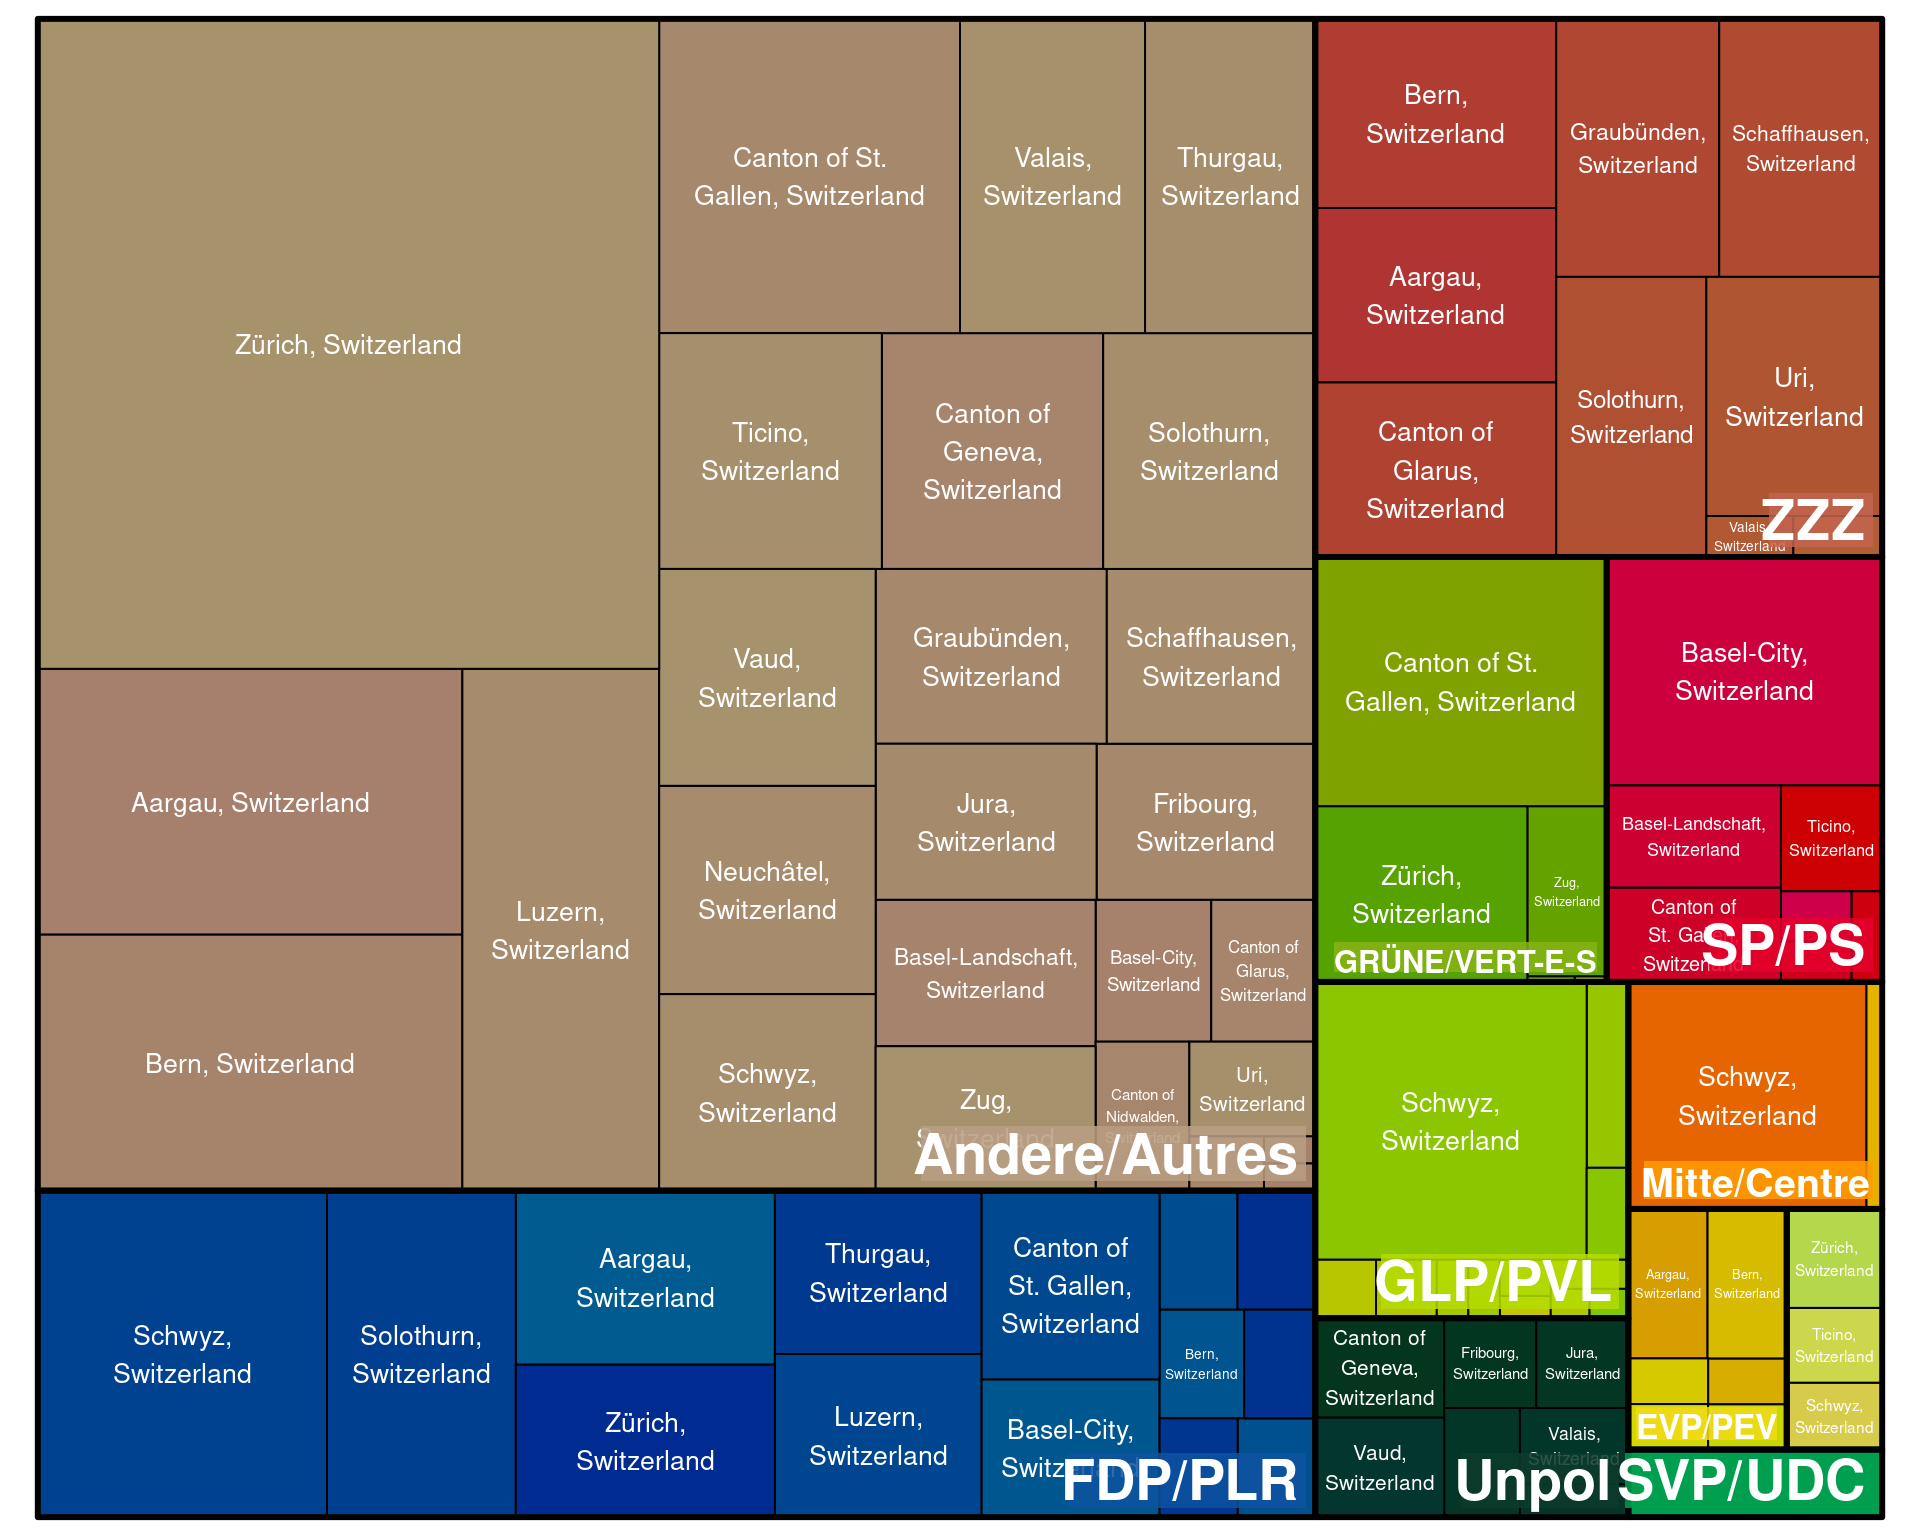 Zürich, Switzerland
Canton of St.
Gallen, Switzerland
Valais,
Switzerland
Thurgau,
Switzerland
Ticino,
Switzerland
Canton of
Geneva,
Switzerland
Solothurn,
Switzerland
Vaud,
Switzerland
Graubünden,
Switzerland
Schaffhausen,
Switzerland
Aargau, Switzerland
Bern, Switzerland
Luzern,
Switzerland
Neuchâtel,
Switzerland
Jura,
Switzerland
Fribourg,
Switzerland
Basel-Landschaft,
Switzerland
Basel-City,
Switzerland
Canton of
Glarus,
Switzerland
Schwyz,
Switzerland
Zug,
Switzerland
Canton of
Nidwalden,
Switzerland
Uri,
Switzerland
Andere/Autres
Schwyz,
Switzerland
Solothurn,
Switzerland
Aargau,
Switzerland
Zürich,
Switzerland
Thurgau,
Switzerland
Luzern,
Switzerland
Canton of
St. Gallen,
Switzerland
Basel-City,
Switzerland
Bern,
Switzerland
FDP/PLR
Bern,
Switzerland
Graubünden,
Switzerland
Schaffhausen,
Switzerland
Aargau,
Switzerland
Canton of
Glarus,
Switzerland
Solothurn,
Switzerland
Uri,
Switzerland
Valais,
Switzerland
ZZZ
Canton of St.
Gallen, Switzerland
Zürich,
Switzerland
Zug,
Switzerland
GRÜNE/VERT-E-S
Basel-City,
Switzerland
Basel-Landschaft,
Switzerland
Ticino,
Switzerland
Canton of
St. Gallen,
Switzerland
SP/PS
Schwyz,
Switzerland
GLP/PVL
Schwyz,
Switzerland
Mitte/Centre
Aargau,
Switzerland
Bern,
Switzerland
EVP/PEV
Zürich,
Switzerland
Ticino,
Switzerland
Schwyz,
Switzerland
Canton of
Geneva,
Switzerland
Fribourg,
Switzerland
Jura,
Switzerland
Vaud,
Switzerland
Valais,
Switzerland
Unpol
SVP/UDC